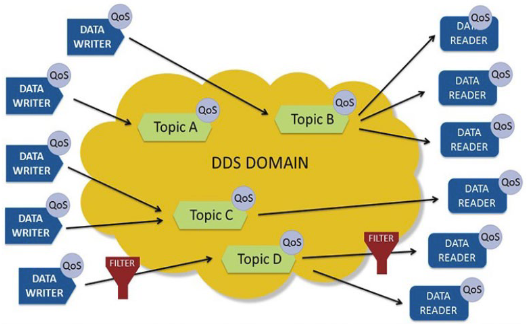 QoS
DATA
WRITER
QoS
DATA
READER
QoS
DATA
WRITER
QoS
DATA
READER
QoS
Topic A
QoS
Topic B
QoS
DATA
READER
QoS
DATA
WRITER
DDS DOMAIN
QoS
DATA
READER
QoS
DATA
WRITER
QoS
Topic C
FILTER
QoS
DATA
READER
QoS
DATA
WRITER
FILTER
QoS
Topic D
QoS
DATA
READER